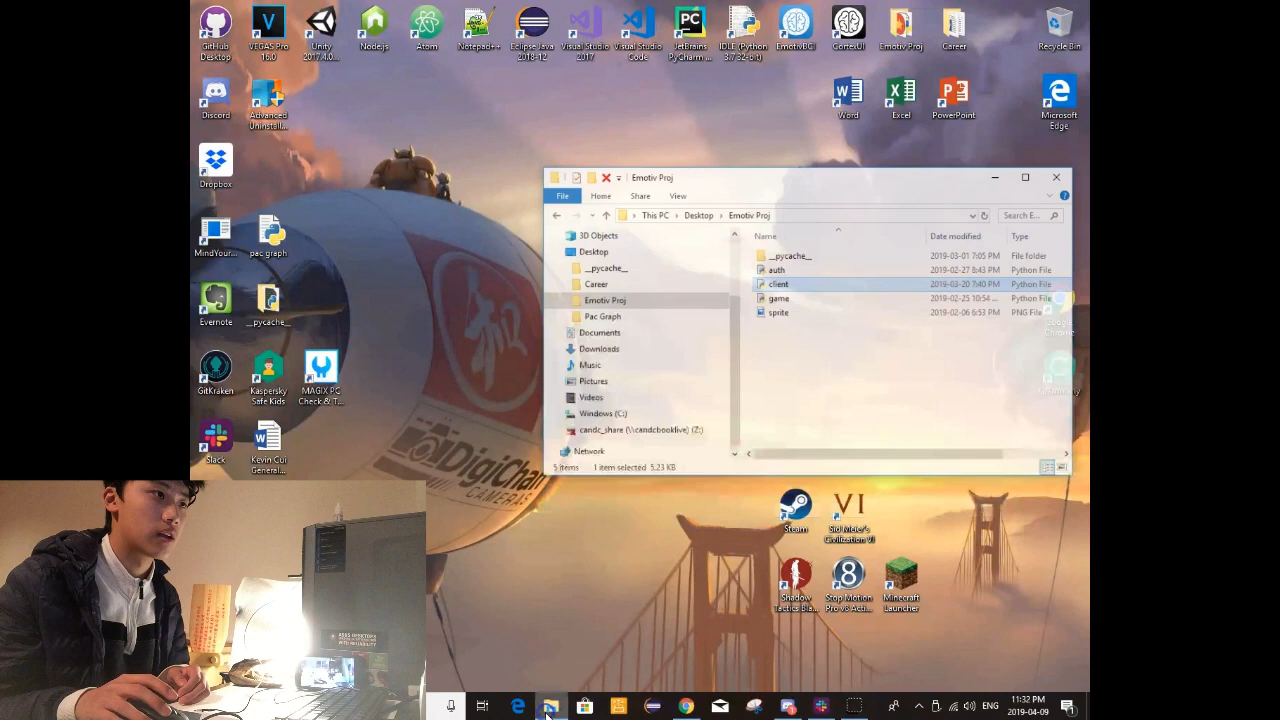 GitHub Desktop
VEGAS Pro 16.0
Unity 2017.4.0...
Node.js
Atom
Notepad++
Eclipse Java 2018-12
Visual Studio 2017
Visual Studio Code
JetBrains PyCharm ...
IDLE (Python 3.7 32-bit)
EmotivBCI
CortexUI
Emotiv Proj
Career
Recycle Bin
Discord
Advanced Uninstall...
Word
Excel
PowerPoint
Microsoft Edge
Dropbox
MindYour...
pac graph
Evernote
__pycache__
GitKraken
Kaspersky Safe Kids
MAGIX PC Check & T...
Slack
Kevin Cui General...
Emotiv Proj
File
Home
Share
View
This PC
Desktop
Emotiv Proj
Search E...
3D Objects
Desktop
__pycache__
Career
Emotiv Proj
Pac Graph
Documents
Downloads
Music
Pictures
Videos
Windows (C:)
candc_share (\\candcbooklive) (Z:)
Network
Name
Date modified
Type
__pycache__
2019-03-01 7:05 PM
File folder
auth
2019-02-27 8:43 PM
Python File
client
2019-03-20 7:40 PM
Python File
game
2019-02-25 10:54 ...
Python File
sprite
2019-02-06 6:53 PM
PNG File
5 items
1 item selected 5.23 KB
DigiCham
CAMERAS
Steam
Sid Meier's Civilization VI
Shadow Tactics Bla...
Stop Motion Pro v8 Acti...
Minecraft Launcher
ASUS DESKTOPS
WITH RELIABILITY
ENG
11:32 PM
2019-04-09